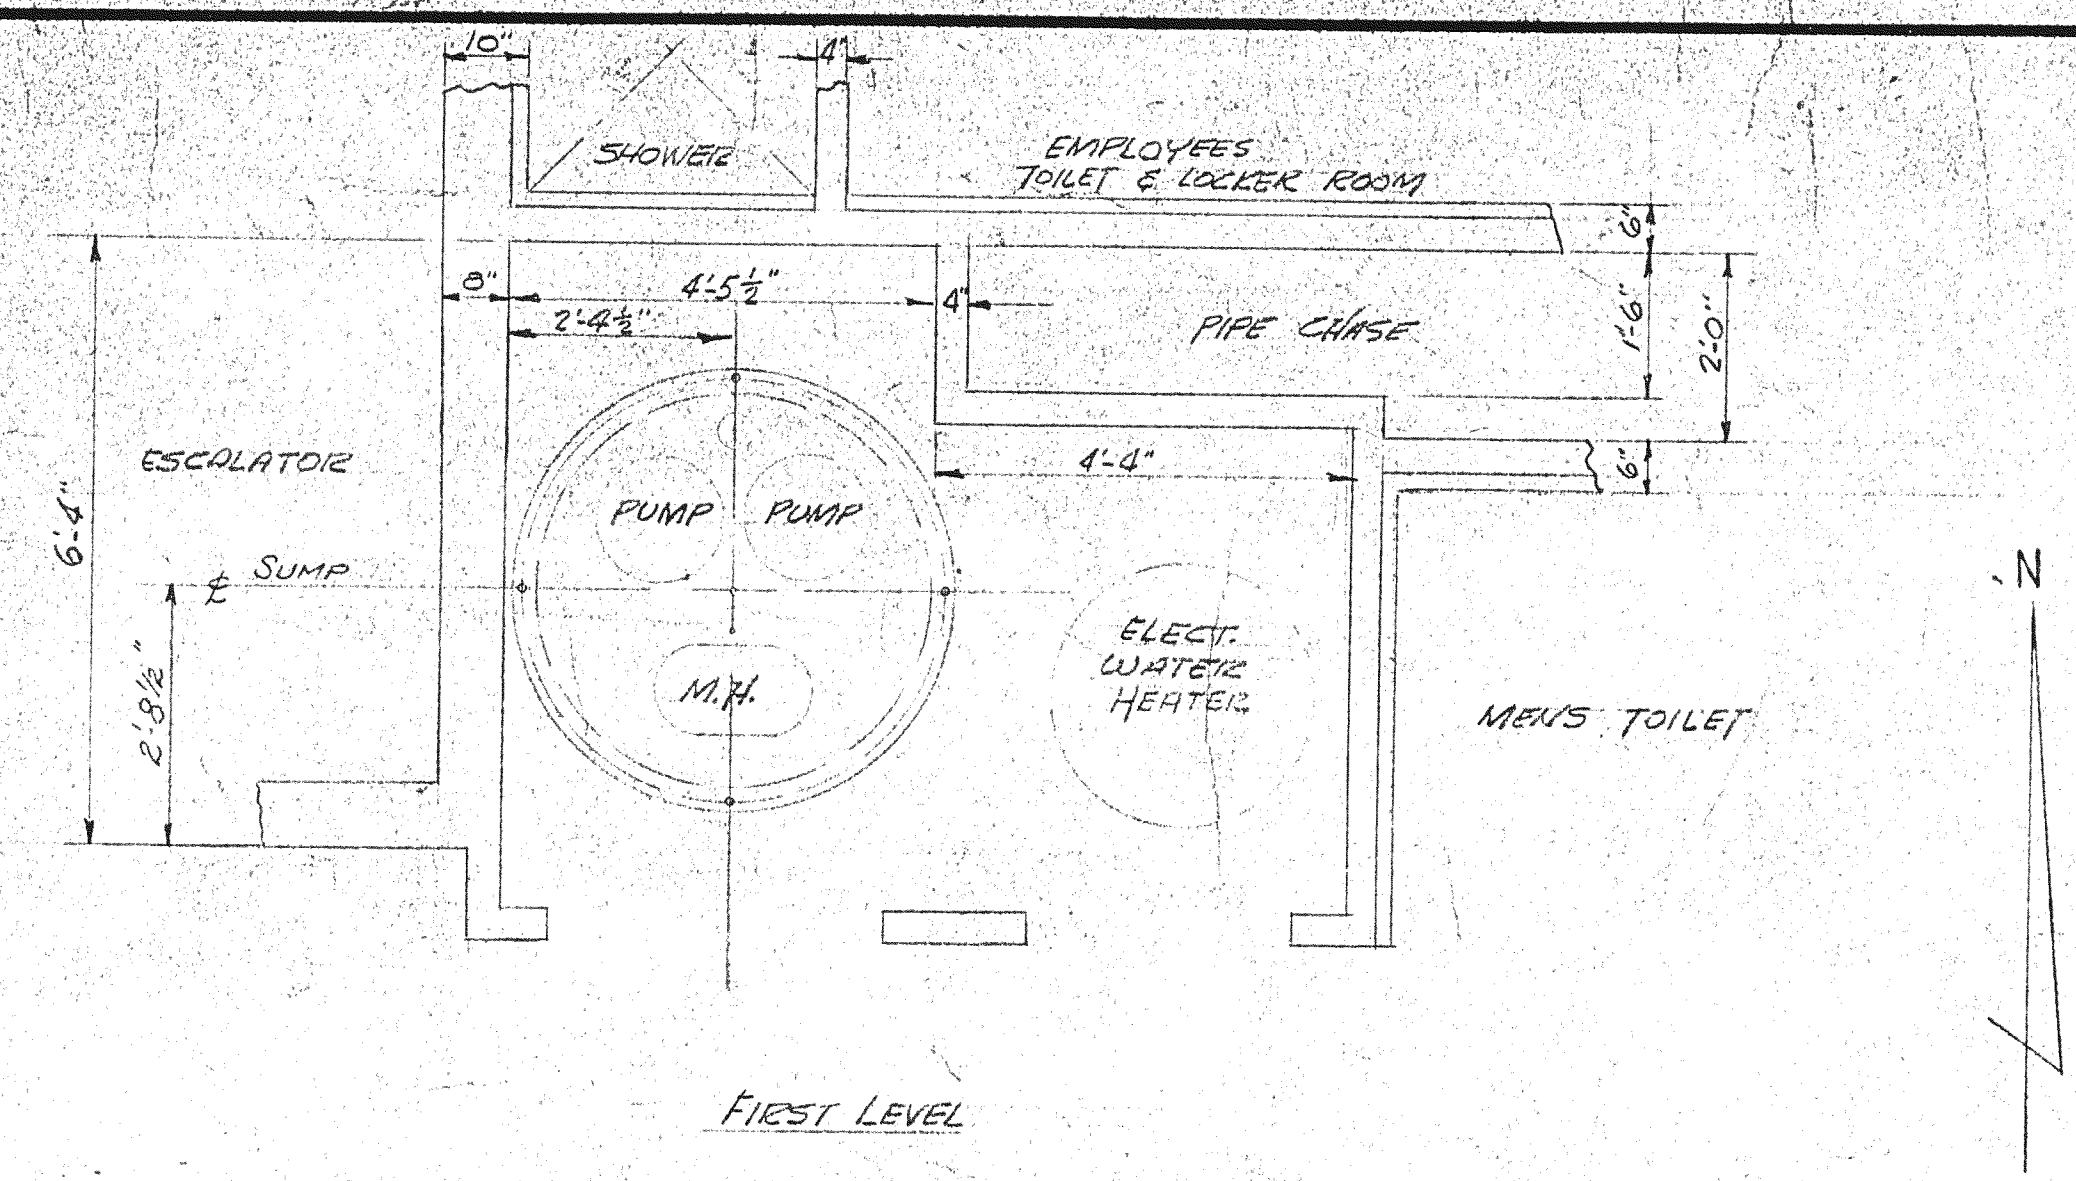 10"
4"
SHOWER
EMPLOYEES
TOILET & LOCKER ROOM
6"
8"
4'-5 1/2"
4"
2'-4 1/2"
PIPE CHASE
1'-6"
2'-0"
ESCALATOR
4'-4"
6"
6'-4"
PUMP
PUMP
℄ SUMP
N
2'-8 1/2"
M.H.
ELECT.
WATER
HEATER
MENS TOILET
FIRST LEVEL